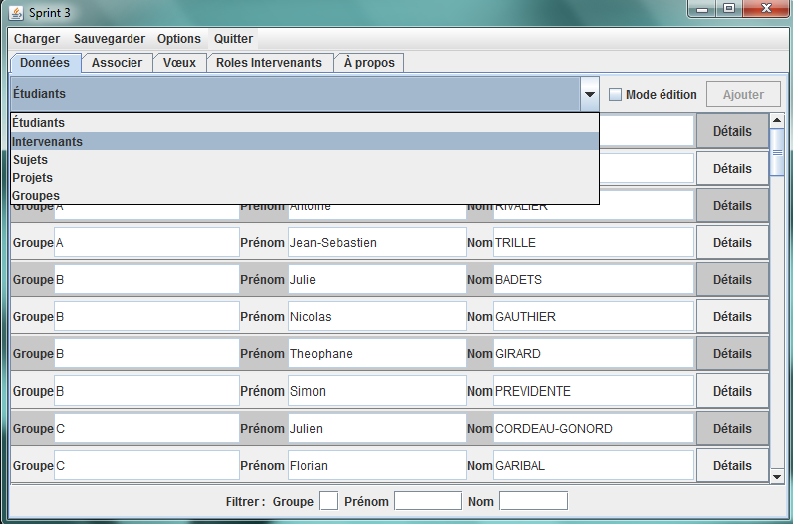 Sprint 3
Charger Sauvegarder Options Quitter
Données Associer Vœux Roles Intervenants À propos
Étudiants Mode édition Ajouter
Étudiants
Intervenants
Sujets
Projets
Groupes
Détails
Détails
Groupe A Prénom Antoine Nom RIVALIER Détails
Groupe A Prénom Jean-Sebastien Nom TRILLE Détails
Groupe B Prénom Julie Nom BADETS Détails
Groupe B Prénom Nicolas Nom GAUTHIER Détails
Groupe B Prénom Theophane Nom GIRARD Détails
Groupe B Prénom Simon Nom PREVIDENTE Détails
Groupe C Prénom Julien Nom CORDEAU-GONORD Détails
Groupe C Prénom Florian Nom GARIBAL Détails
Filtrer : Groupe Prénom Nom